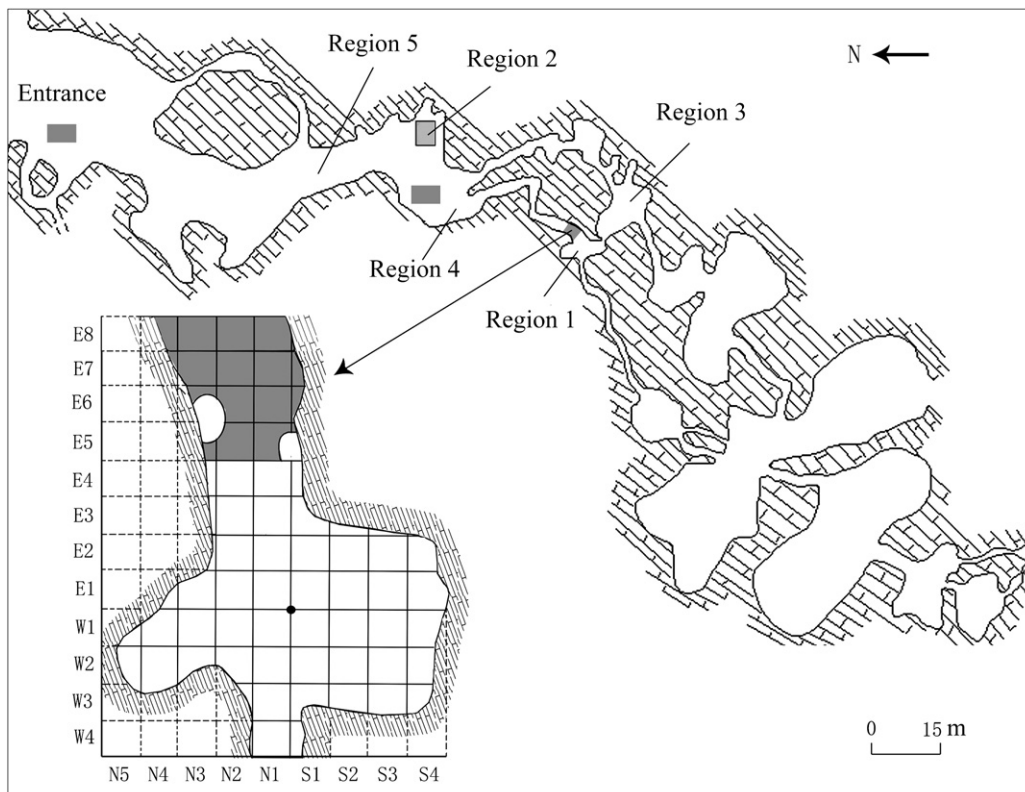 Region 5
Region 2
N
Entrance
Region 3
Region 4
Region 1
E8
E7
E6
E5
E4
E3
E2
E1
W1
W2
W3
W4
N5 N4 N3 N2 N1 S1 S2 S3 S4
0 15 m